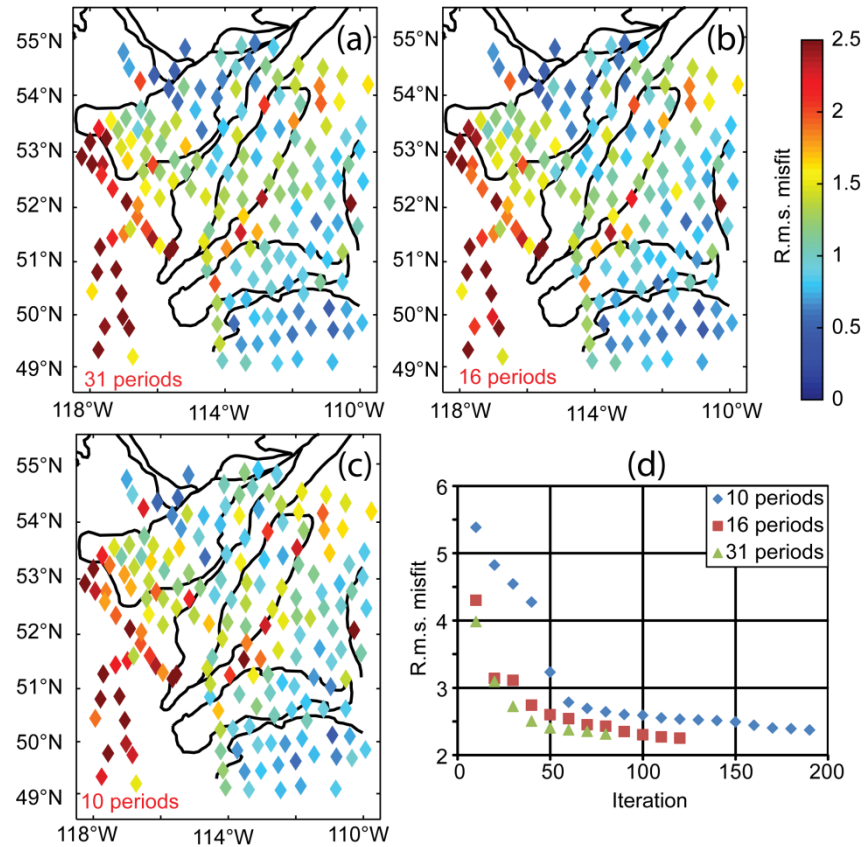 (a)
55°N
54°N
53°N
52°N
51°N
50°N
49°N
31 periods
118°W
114°W
110°W
(b)
55°N
54°N
53°N
52°N
51°N
50°N
49°N
16 periods
118°W
114°W
110°W
2.5
2
1.5
1
0.5
0
R.m.s. misfit
(c)
55°N
54°N
53°N
52°N
51°N
50°N
49°N
10 periods
118°W
114°W
110°W
(d)
6
5
4
3
2
R.m.s. misfit
10 periods
16 periods
31 periods
0
50
100
150
200
Iteration